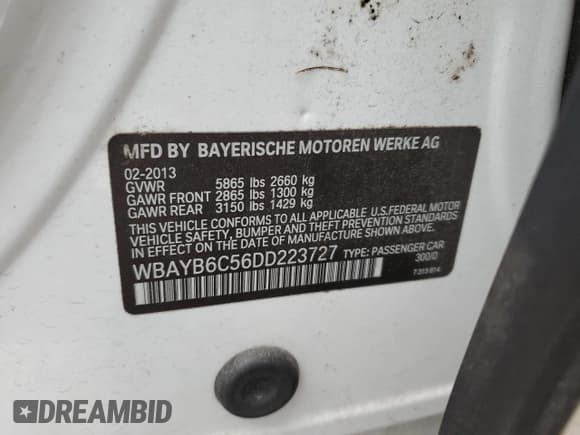 MFD BY BAYERISCHE MOTOREN WERKE AG
02-2013
GVWR 5865 lbs 2660 kg
GAWR FRONT 2865 lbs 1300 kg
GAWR REAR 3150 lbs 1429 kg
THIS VEHICLE CONFORMS TO ALL APPLICABLE U.S.FEDERAL MOTOR
VEHICLE SAFETY, BUMPER AND THEFT PREVENTION STANDARDS
IN EFFECT ON THE DATE OF MANUFACTURE SHOWN ABOVE.
WBAYB6C56DD223727 TYPE: PASSENGER CAR
300/0
DREAMBID